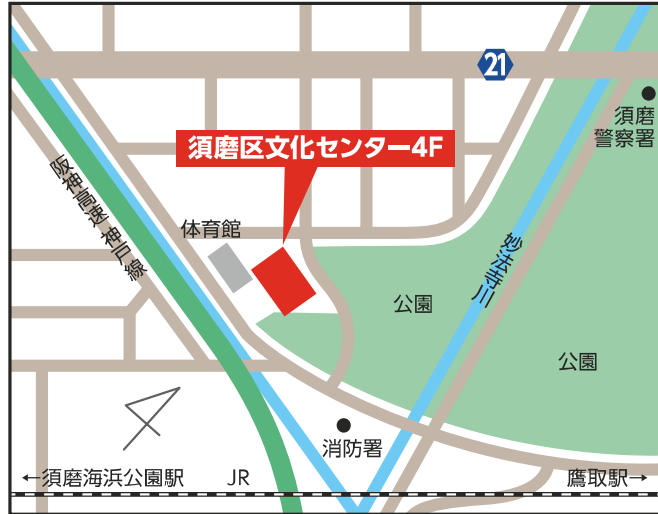 21
須磨
警察署
須磨区文化センター4F
阪神高速 神戸線
体育館
妙法寺川
公園
公園
消防署
←須磨海浜公園駅
JR
鷹取駅→